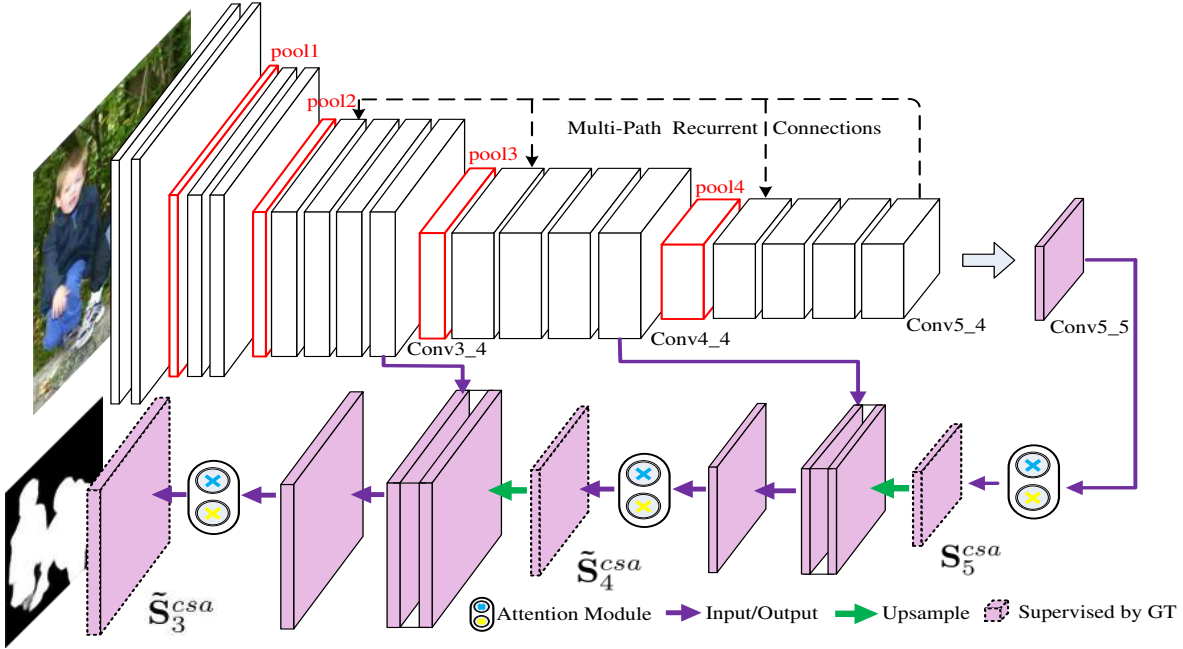 pool1
pool2
Multi-Path Recurrent Connections
pool3
pool4
Conv3_4
Conv4_4
Conv5_4
Conv5_5
S̃₃^{csa}
S̃₄^{csa}
S₅^{csa}
Attention Module
Input/Output
Upsample
Supervised by GT